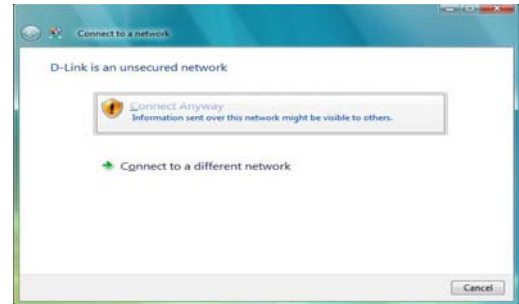 Connect to a network
D-Link is an unsecured network
Connect Anyway
Information sent over this network might be visible to others.
Connect to a different network
Cancel